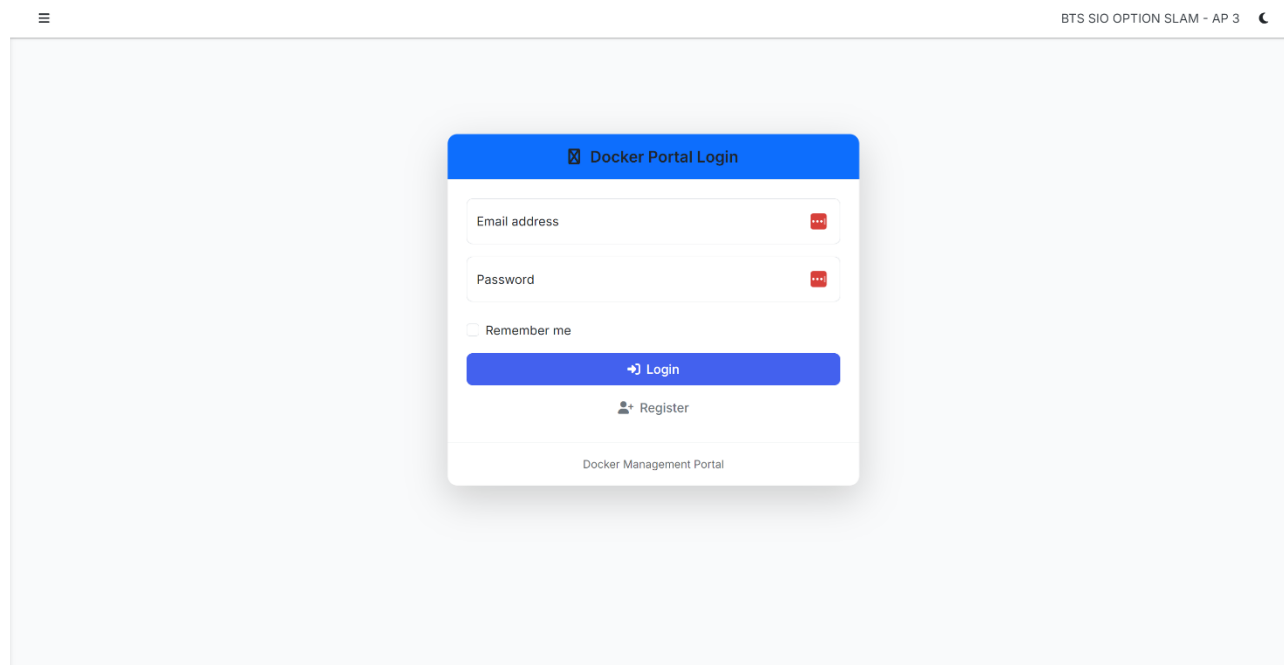 BTS SIO OPTION SLAM - AP 3
Docker Portal Login
Email address
Password
Remember me
Login
Register
Docker Management Portal